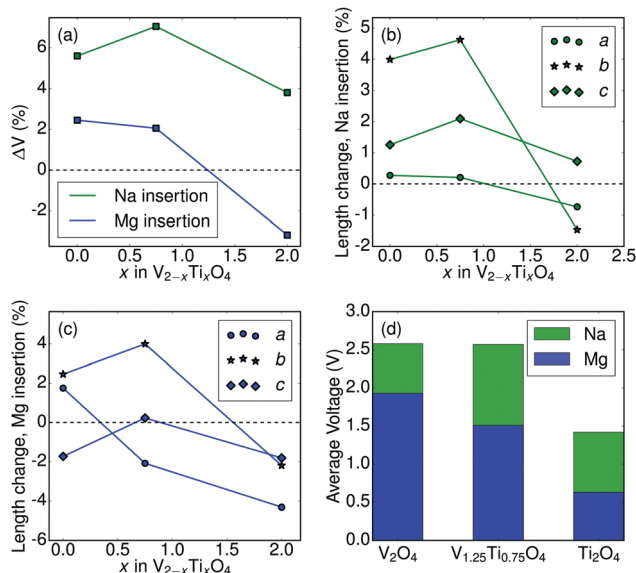 (a)
ΔV (%)
6
4
2
0
-2
Na insertion
Mg insertion
0.0 0.5 1.0 1.5 2.0
x in V₂₋ₓTiₓO₄
(b)
Length change, Na insertion (%)
5
4
3
2
1
0
-1
-2
a
b
c
0.0 0.5 1.0 1.5 2.0 2.5
x in V₂₋ₓTiₓO₄
(c)
Length change, Mg insertion (%)
4
2
0
-2
-4
-6
a
b
c
0.0 0.5 1.0 1.5 2.0
x in V₂₋ₓTiₓO₄
(d)
Average Voltage (V)
3.0
2.5
2.0
1.5
1.0
0.5
0.0
Na
Mg
V₂O₄ V₁.₂₅Ti₀.₇₅O₄ Ti₂O₄